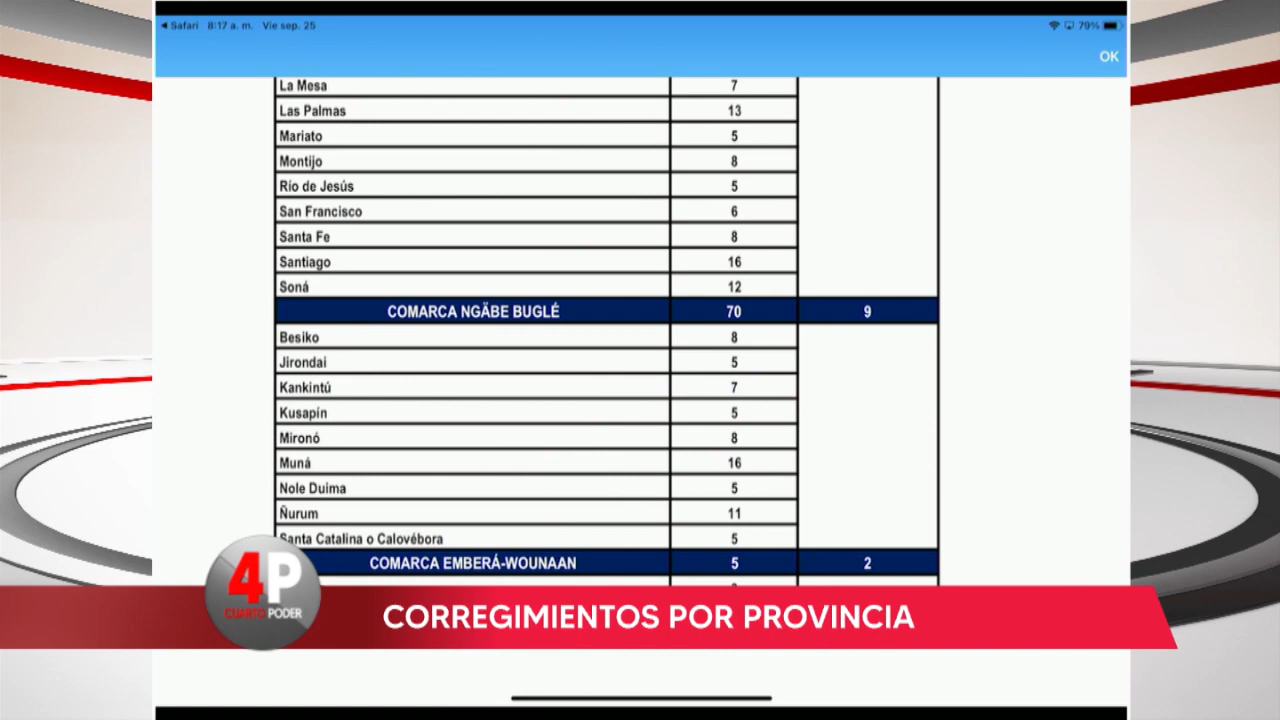 Safari 8:17 a. m. Vie sep. 25 79%
OK
La Mesa 7
Las Palmas 13
Mariato 5
Montijo 8
Río de Jesús 5
San Francisco 6
Santa Fe 8
Santiago 16
Soná 12
COMARCA NGÄBE BUGLÉ 70 9
Besiko 8
Jirondai 5
Kankintú 7
Kusapín 5
Mironó 8
Muná 16
Nole Duima 5
Ñurum 11
Santa Catalina o Calovébora 5
COMARCA EMBERÁ-WOUNAAN 5 2
4P
CUARTO PODER
CORREGIMIENTOS POR PROVINCIA